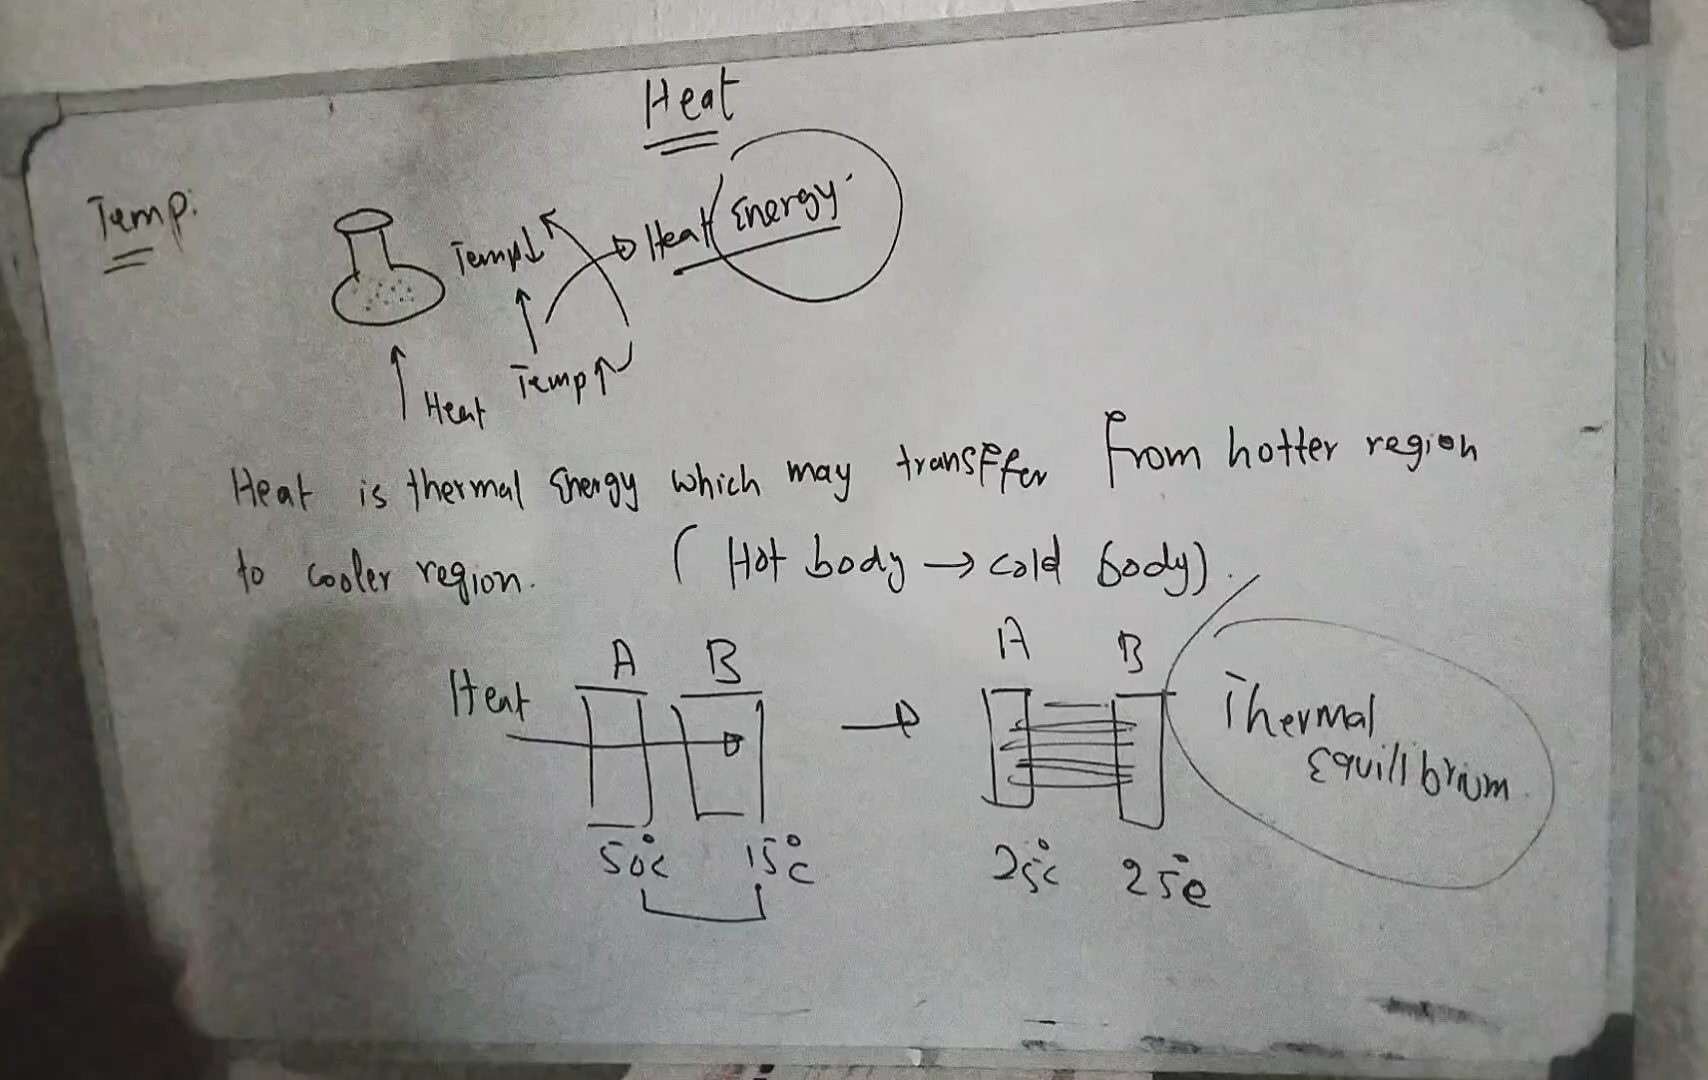 Heat
Temp:
Temp↓ Heat Energy
Heat Temp↑
Heat is thermal Energy which may transffer from hotter region
to cooler region. (Hot body → cold body).
Heat A B → A B
Thermal
Equilibrium
50°c 15°c 25°c 25°c